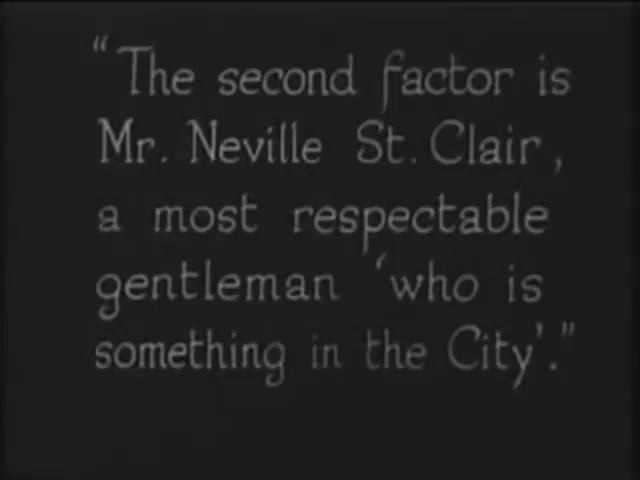 “The second factor is
Mr. Neville St. Clair,
a most respectable
gentleman ‘who is
something in the City’.”